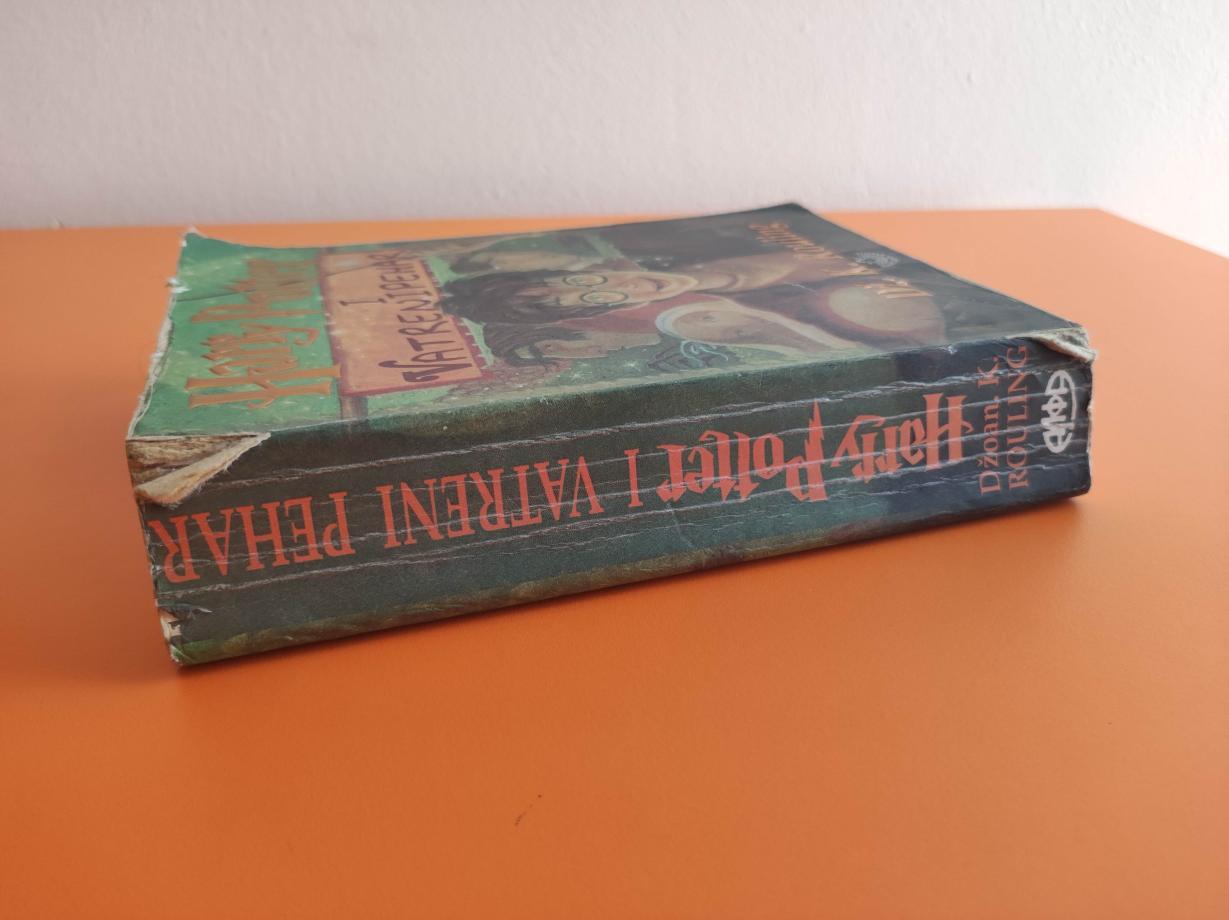 Harry Potter
I
VATRENI PEHAR
Džoan. K.
ROULING
Harry Potter I VATRENI PEHAR